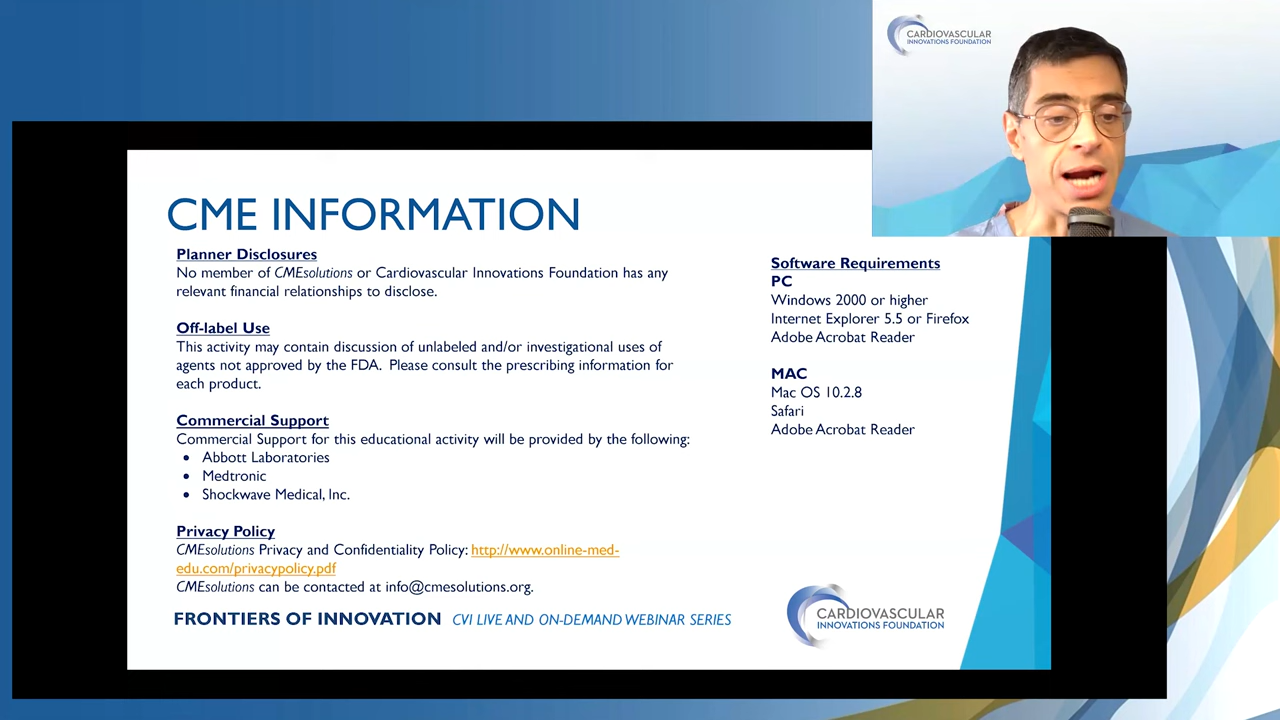 CARDIOVASCULAR
INNOVATIONS FOUNDATION
CME INFORMATION
Planner Disclosures
No member of CMEsolutions or Cardiovascular Innovations Foundation has any
relevant financial relationships to disclose.
Off-label Use
This activity may contain discussion of unlabeled and/or investigational uses of
agents not approved by the FDA. Please consult the prescribing information for
each product.
Commercial Support
Commercial Support for this educational activity will be provided by the following:
• Abbott Laboratories
• Medtronic
• Shockwave Medical, Inc.
Privacy Policy
CMEsolutions Privacy and Confidentiality Policy: http://www.online-med-
edu.com/privacypolicy.pdf
CMEsolutions can be contacted at info@cmesolutions.org.
Software Requirements
PC
Windows 2000 or higher
Internet Explorer 5.5 or Firefox
Adobe Acrobat Reader
MAC
Mac OS 10.2.8
Safari
Adobe Acrobat Reader
FRONTIERS OF INNOVATION CVI LIVE AND ON-DEMAND WEBINAR SERIES
CARDIOVASCULAR
INNOVATIONS FOUNDATION